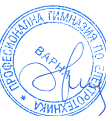 ПРОФЕСИОНАЛНА ГИМНАЗИЯ ПО ЕЛЕКТРОТЕХНИКА
ВАРНА